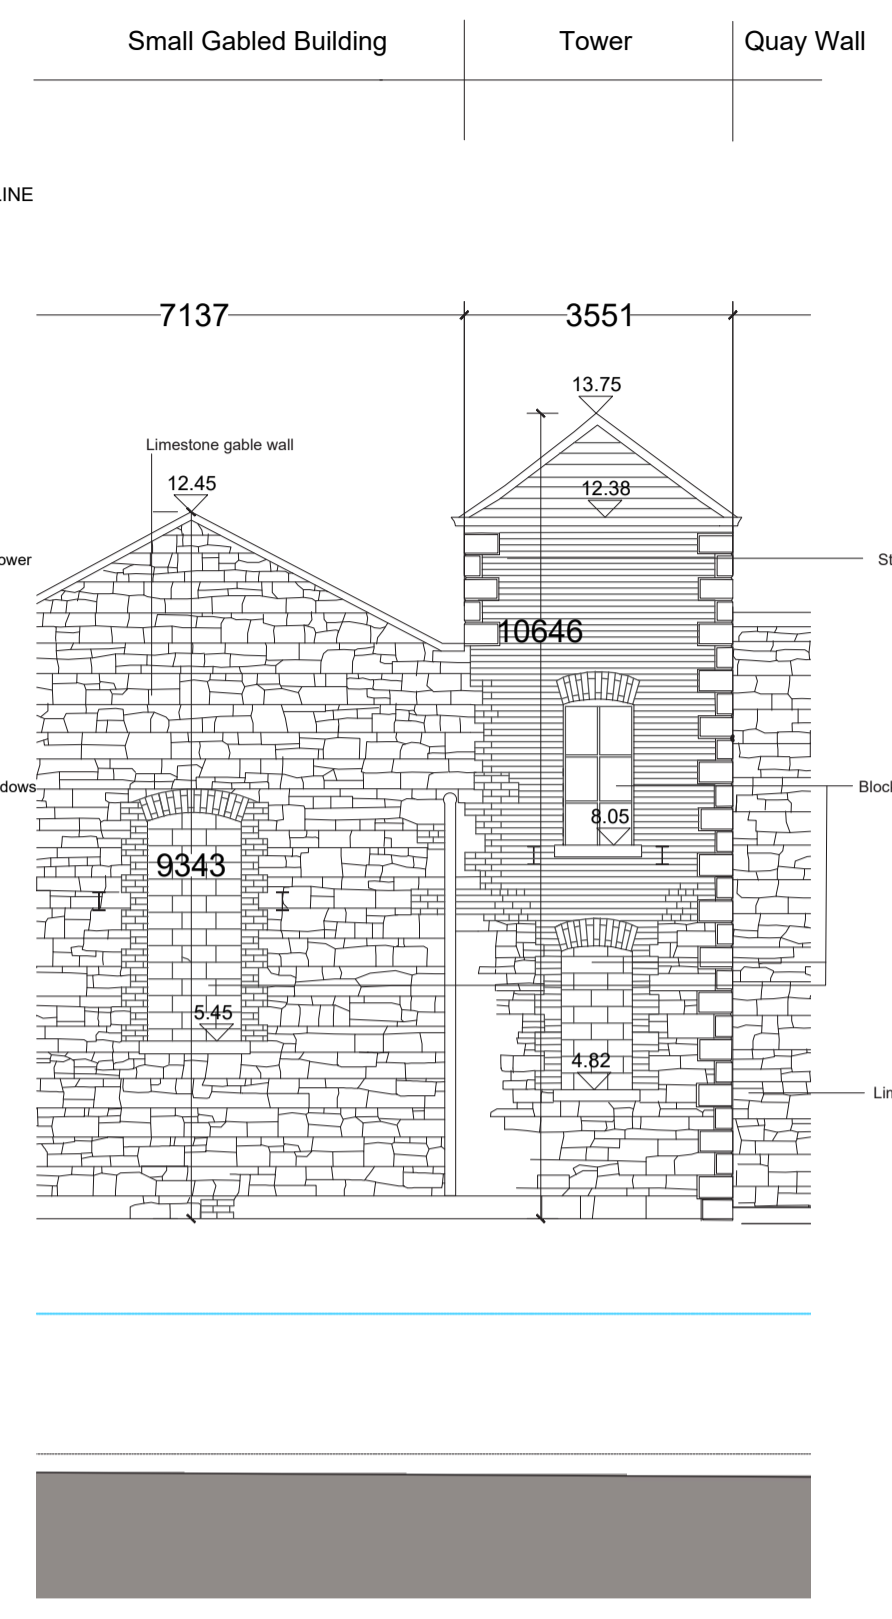 Small Gabled Building
Tower
Quay Wall
LINE
7137
3551
13.75
Limestone gable wall
12.45
12.38
ower
St
10646
dows
Bloc
8.05
9343
5.45
4.82
Lin